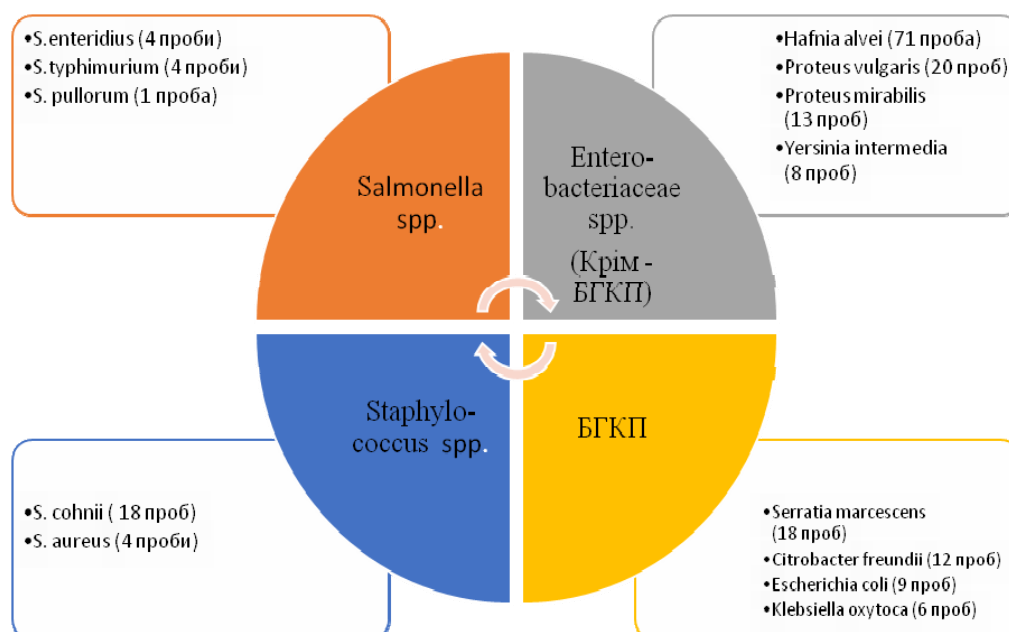 •S.enteridius (4 проби)
•S.typhimurium (4 проби)
•S. pullorum (1 проба)
•Hafnia alvei (71 проба)
•Proteus vulgaris (20 проб)
•Proteus mirabilis
(13 проб)
•Yersinia intermedia
(8 проб)
Salmonella
spp.
Entero-
bacteriaceae
spp.
(Крім -
БГКП)
Staphylo-
coccus spp.
БГКП
•S. cohnii ( 18 проб)
•S. aureus (4 проби)
•Serratia marcescens
(18 проб)
•Citrobacter freundii (12 проб)
•Escherichia coli (9 проб)
•Klebsiella oxytoca (6 проб)